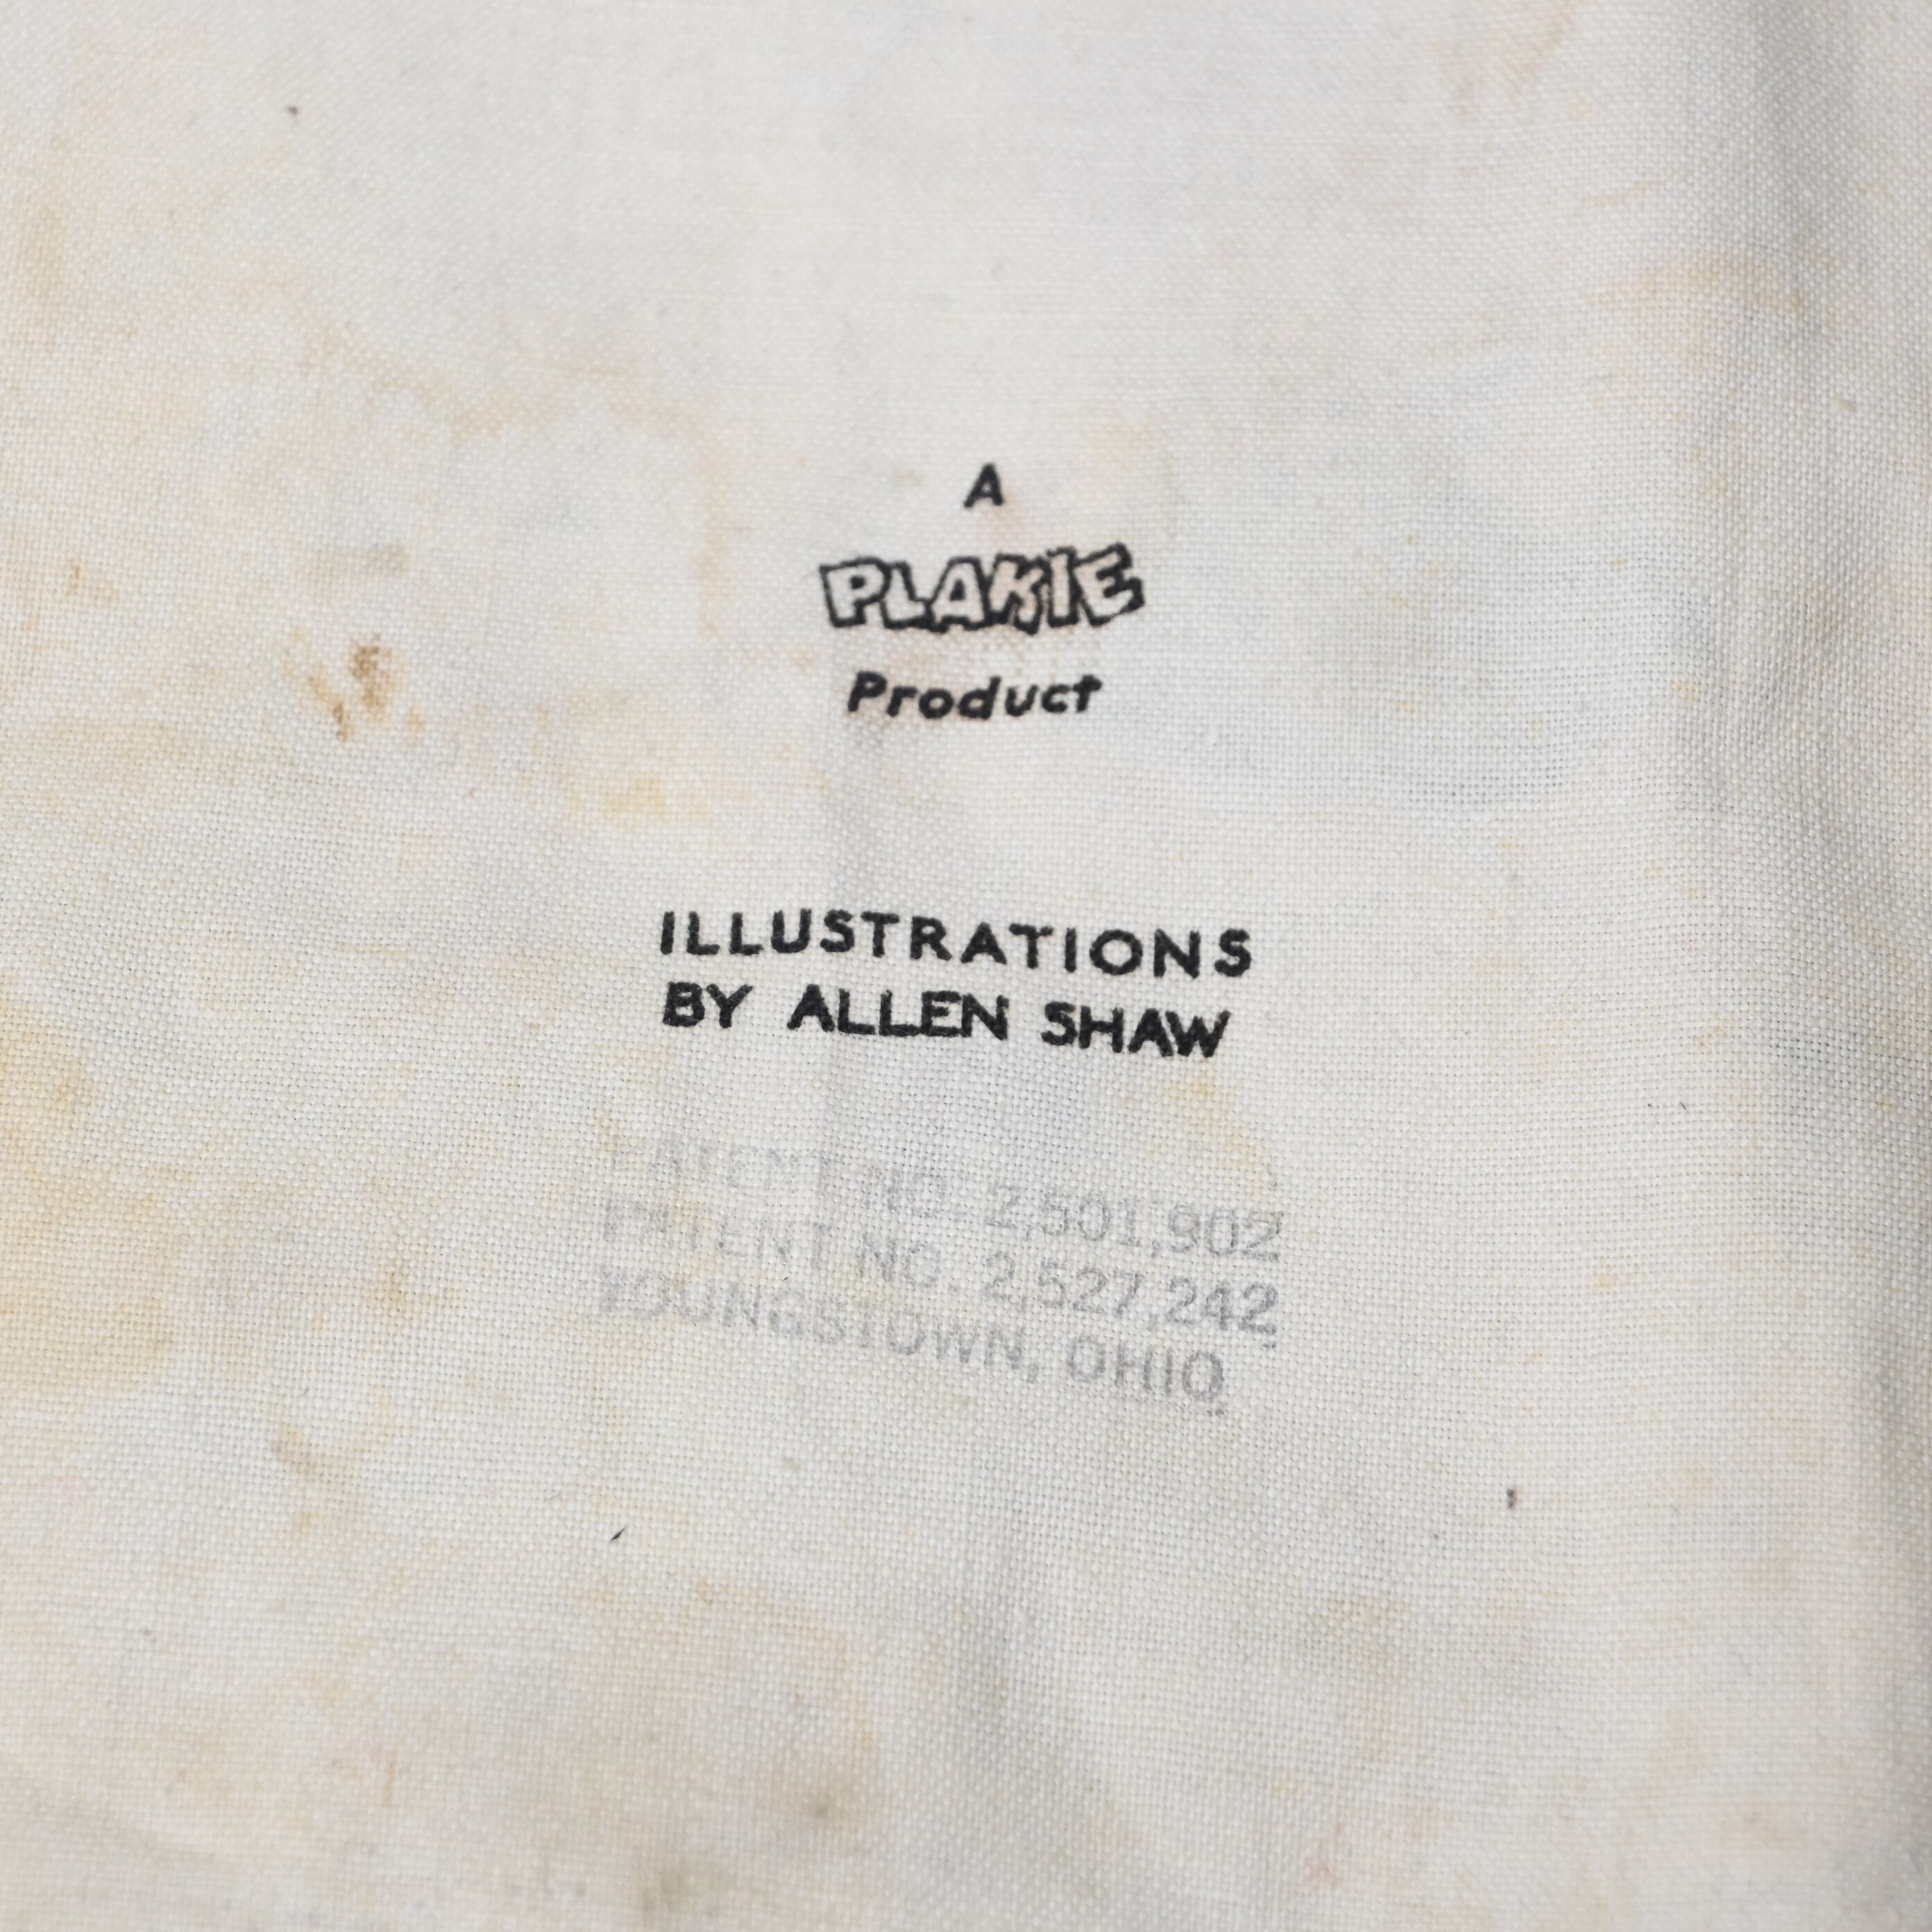 A
PLAKIE
Product
ILLUSTRATIONS
BY ALLEN SHAW
PATENT NO. 2,501,902
PATENT NO. 2,527,242
YOUNGSTOWN, OHIO